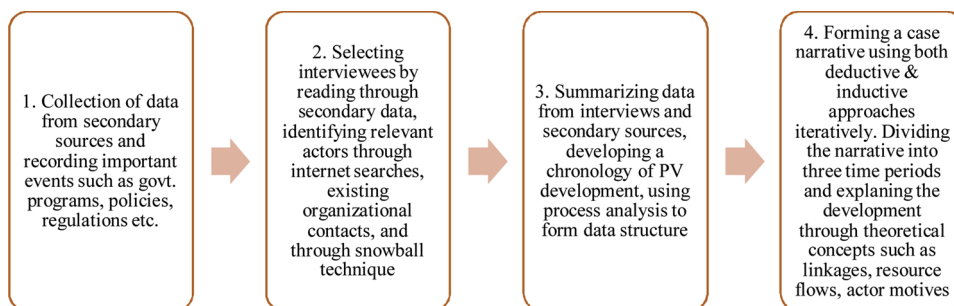 1. Collection of data
from secondary
sources and
recording important
events such as govt.
programs, policies,
regulations etc.
2. Selecting
interviewees by
reading through
secondary data,
identifying relevant
actors through
internet searches,
existing
organizational
contacts, and
through snowball
technique
3. Summarizing data
from interviews and
secondary sources,
developing a
chronology of PV
development, using
process analysis to
form data structure
4. Forming a case
narrative using both
deductive &
inductive
approaches
iteratively. Dividing
the narrative into
three time periods
and explaning the
development
through theoretical
concepts such as
linkages, resource
flows, actor motives